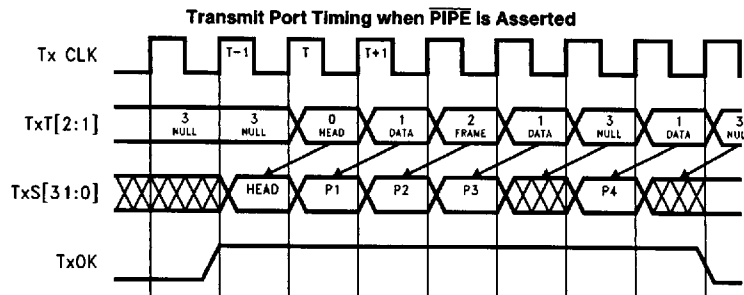 Transmit Port Timing when PIPE is Asserted
Tx CLK
T-1 T T+1
TxT[2:1]
3 3 0 1 2 1 3 1 3
NULL NULL HEAD DATA FRAME DATA NULL DATA NUL
TxS[31:0]
HEAD P1 P2 P3 P4
TxOK